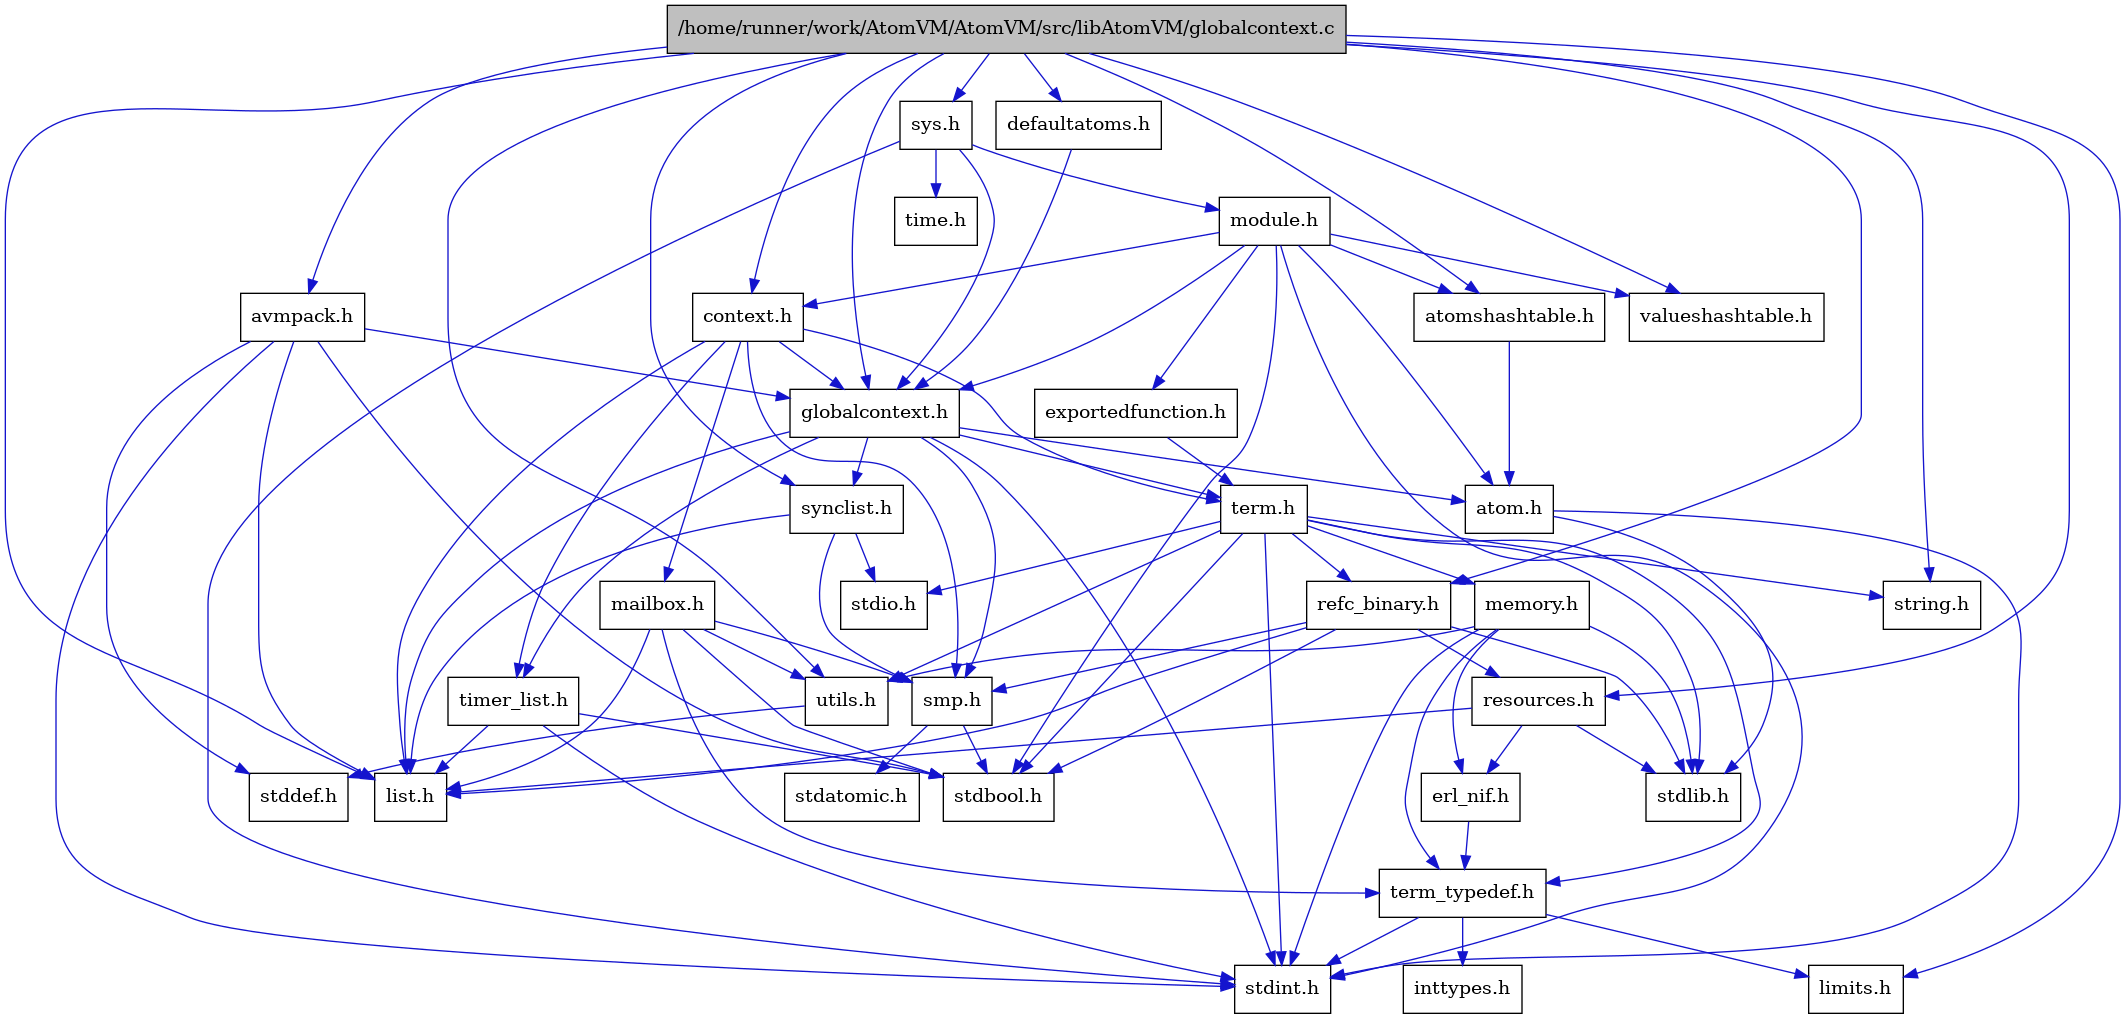 /home/runner/work/AtomVM/AtomVM/src/libAtomVM/globalcontext.c
sys.h
defaultatoms.h
time.h
module.h
avmpack.h
context.h
atomshashtable.h
valueshashtable.h
globalcontext.h
exportedfunction.h
synclist.h
term.h
atom.h
mailbox.h
stdio.h
refc_binary.h
memory.h
string.h
timer_list.h
utils.h
smp.h
resources.h
stddef.h
list.h
stdatomic.h
stdbool.h
erl_nif.h
stdlib.h
term_typedef.h
stdint.h
inttypes.h
limits.h